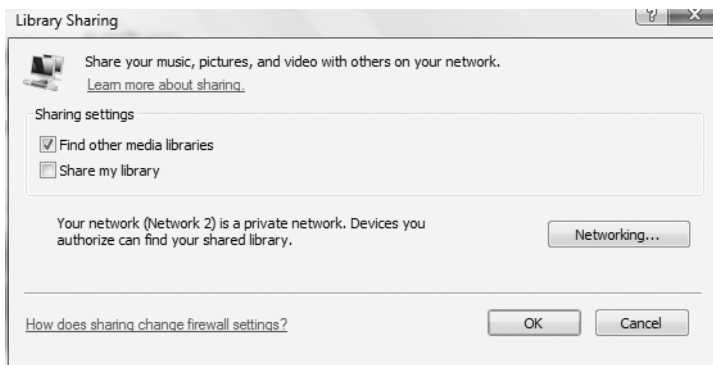 Library Sharing
Share your music, pictures, and video with others on your network.
Learn more about sharing.
Sharing settings
Find other media libraries
Share my library
Your network (Network 2) is a private network. Devices you
authorize can find your shared library.
Networking...
How does sharing change firewall settings?
OK
Cancel